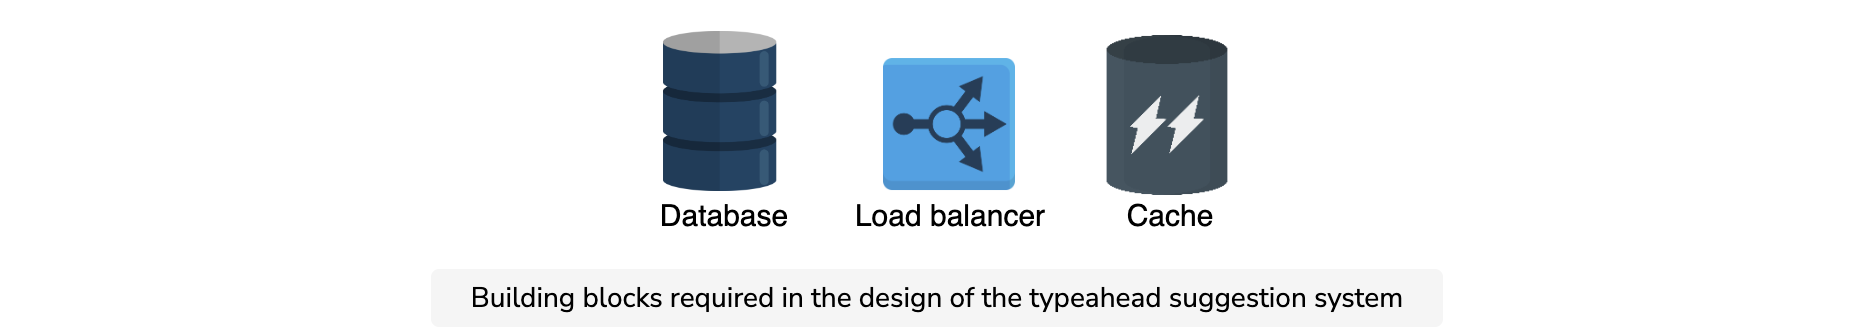 Database
Load balancer
Cache
Building blocks required in the design of the typeahead suggestion system